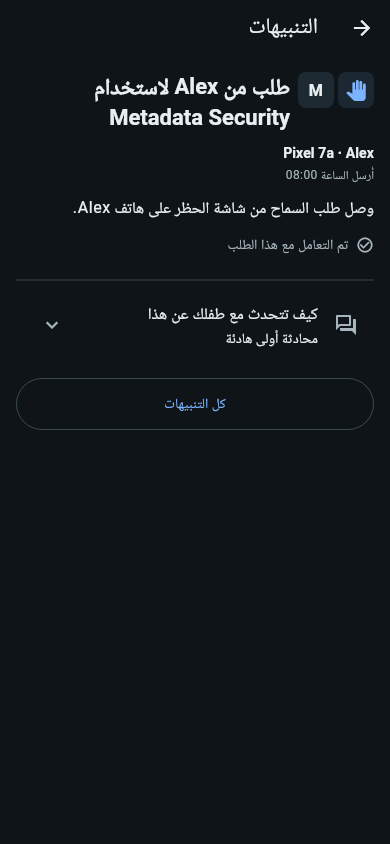 التنبيهات
M
طلب من Alex لاستخدام
Metadata Security
Pixel 7a · Alex
أُرسل الساعة 08:00
وصل طلب السماح من شاشة الحظر على هاتف Alex.
تم التعامل مع هذا الطلب
كيف تتحدث مع طفلك عن هذا
محادثة أولى هادئة
كل التنبيهات